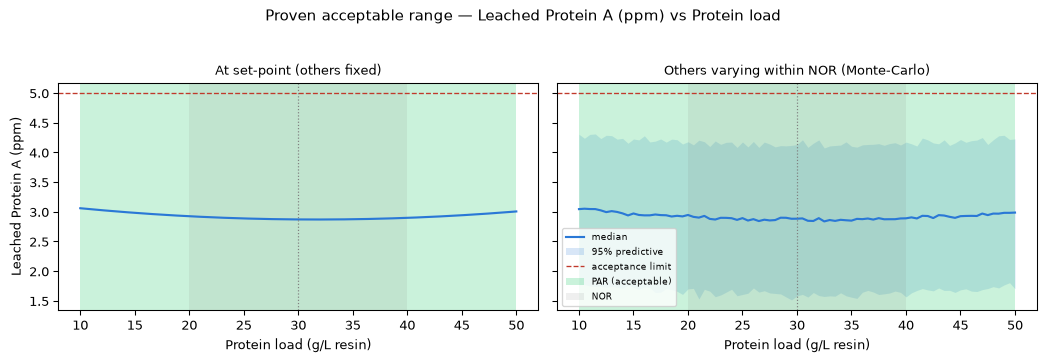 Proven acceptable range — Leached Protein A (ppm) vs Protein load
At set-point (others fixed)
Leached Protein A (ppm)
5.0
4.5
4.0
3.5
3.0
2.5
2.0
1.5
10 15 20 25 30 35 40 45 50
Protein load (g/L resin)
Others varying within NOR (Monte-Carlo)
median
95% predictive
acceptance limit
PAR (acceptable)
NOR
10 15 20 25 30 35 40 45 50
Protein load (g/L resin)